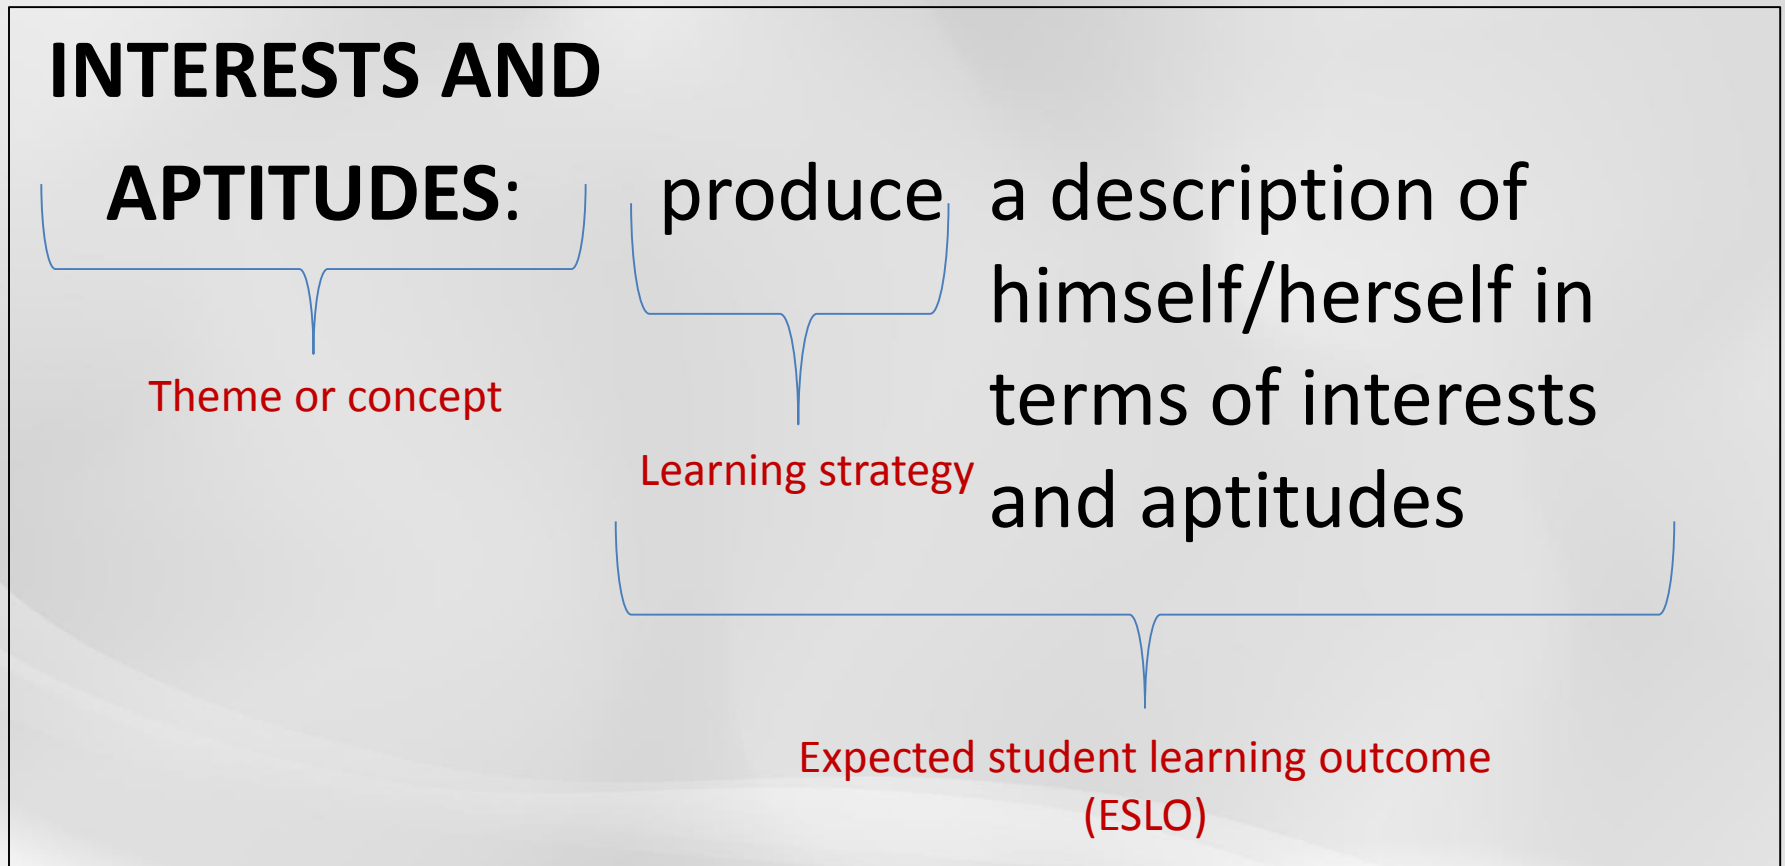 INTERESTS AND
APTITUDES: produce a description of
himself/herself in
terms of interests
and aptitudes
Theme or concept
Learning strategy
Expected student learning outcome
(ESLO)